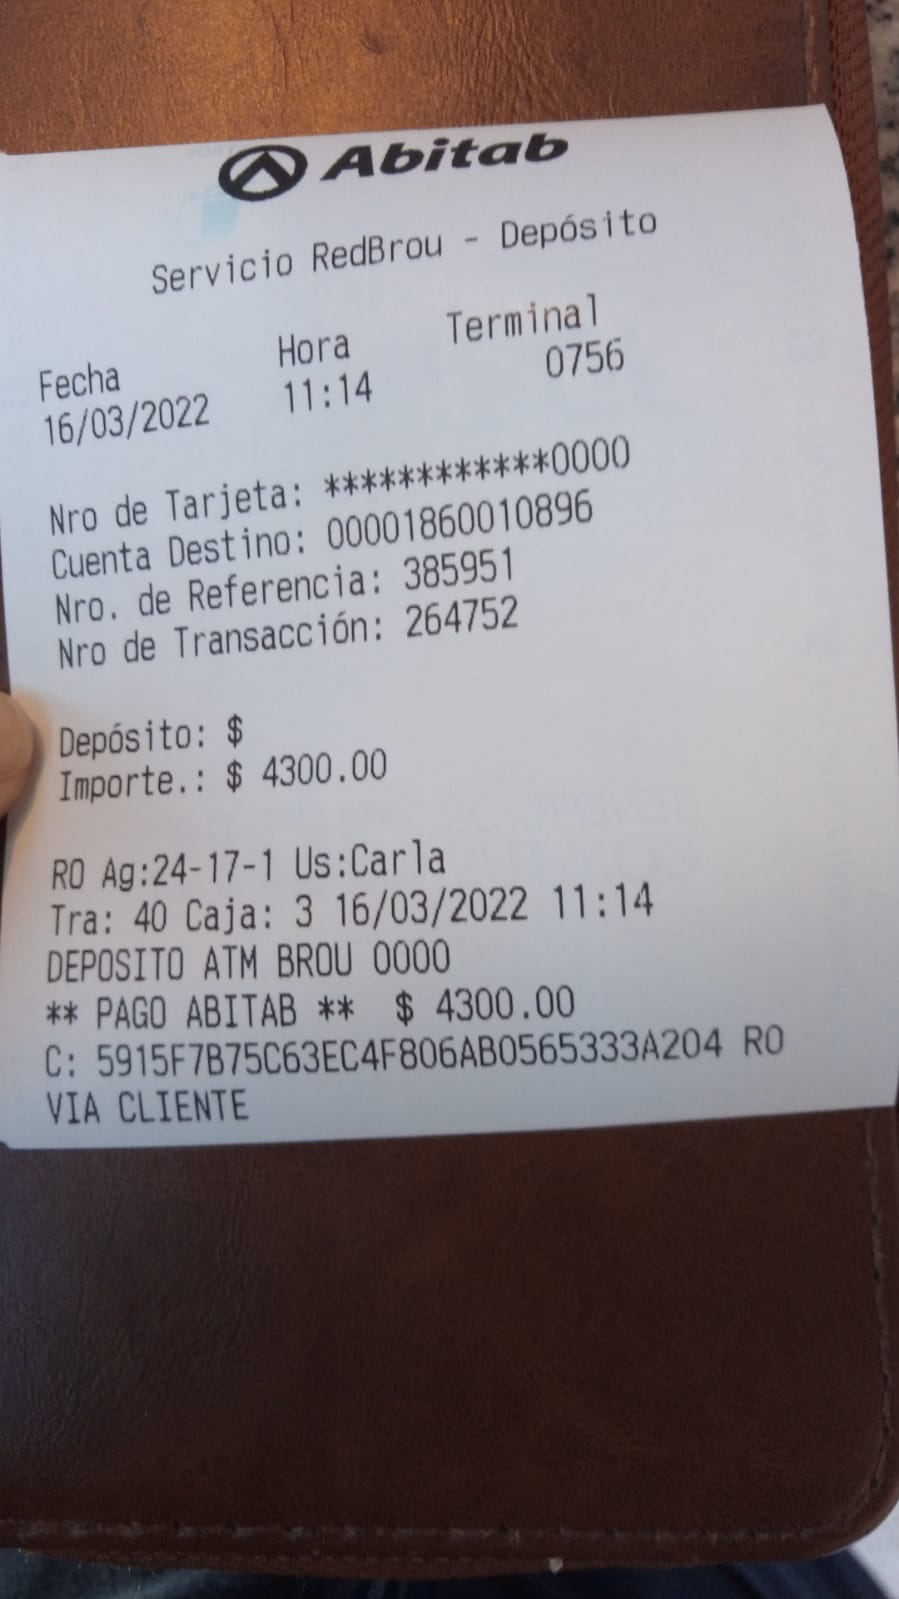 Abitab
Servicio RedBrou - Depósito
Fecha Hora Terminal
16/03/2022 11:14 0756
Nro de Tarjeta: ************0000
Cuenta Destino: 00001860010896
Nro. de Referencia: 385951
Nro de Transacción: 264752
Depósito: $
Importe.: $ 4300.00
RO Ag:24-17-1 Us:Carla
Tra: 40 Caja: 3 16/03/2022 11:14
DEPOSITO ATM BROU 0000
** PAGO ABITAB ** $ 4300.00
C: 5915F7B75C63EC4F806AB0565333A204 RO
VIA CLIENTE